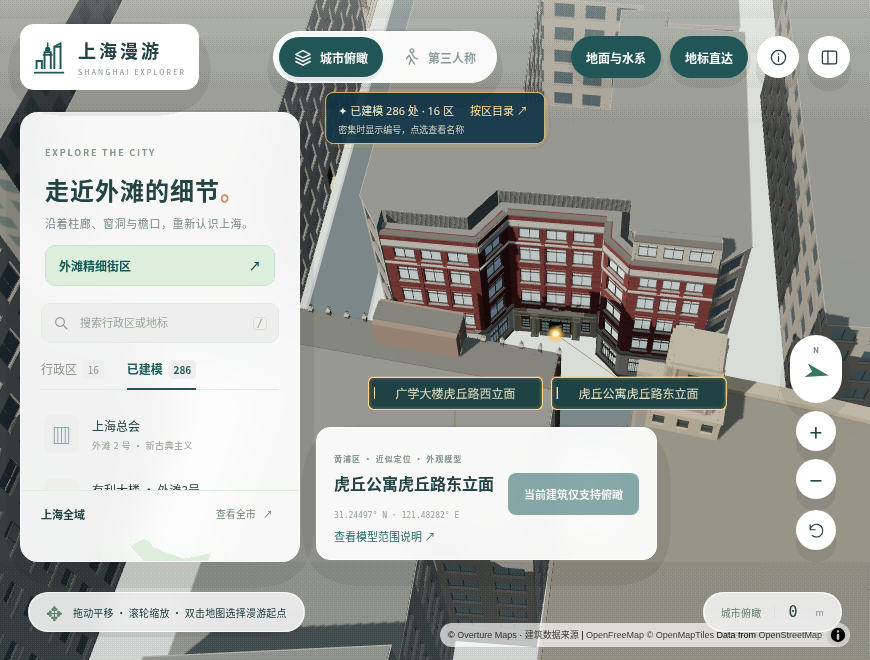 上海漫游
SHANGHAI EXPLORER
城市俯瞰
第三人称
地面与水系
地标直达
✦ 已建模 286 处 · 16 区 按区目录 ↗
密集时显示编号，点选查看名称
EXPLORE THE CITY
走近外滩的细节。
沿着柱廊、窗洞与檐口，重新认识上海。
外滩精细街区 ↗
搜索行政区或地标 /
行政区 16 已建模 286
上海总会
外滩 2 号 · 新古典主义
有利大楼 · 外滩3号
上海全域 查看全市 ↗
广学大楼虎丘路西立面
虎丘公寓虎丘路东立面
黄浦区 · 近似定位 · 外观模型
虎丘公寓虎丘路东立面
当前建筑仅支持俯瞰
31.24497° N · 121.48282° E
查看模型范围说明 ↗
N
+
−
拖动平移 · 滚轮缩放 · 双击地图选择漫游起点
城市俯瞰 0 m
© Overture Maps · 建筑数据来源 | OpenFreeMap © OpenMapTiles Data from OpenStreetMap